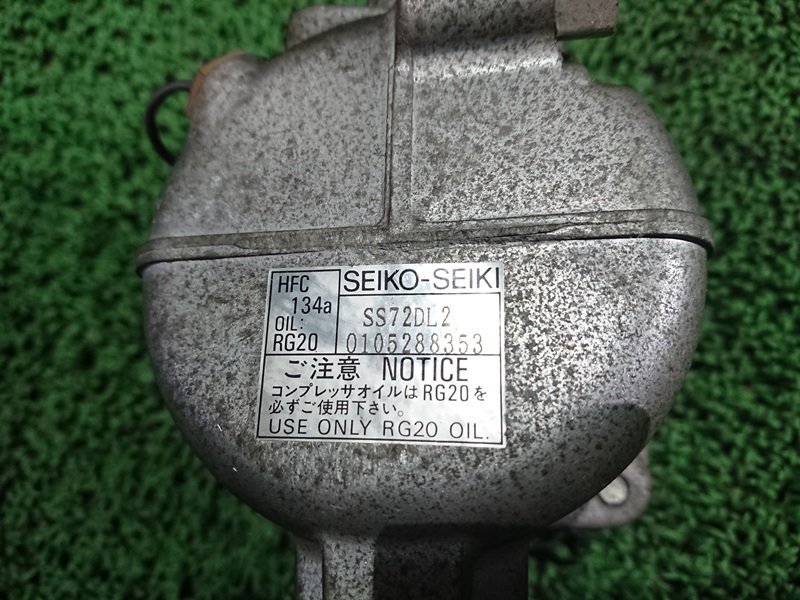 HFC
134a
OIL:
RG20
SEIKO-SEIKI
SS72DL2
0105288353
ご注意 NOTICE
コンプレッサオイルはRG20を
必ずご使用下さい。
USE ONLY RG20 OIL.